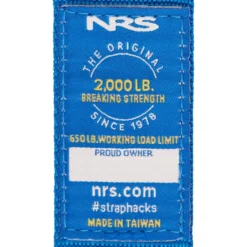 NRS
THE ORIGINAL
2,000 LB.
BREAKING STRENGTH
SINCE 1978
650 LB. WORKING LOAD LIMIT
PROUD OWNER
nrs.com
#straphacks
MADE IN TAIWAN